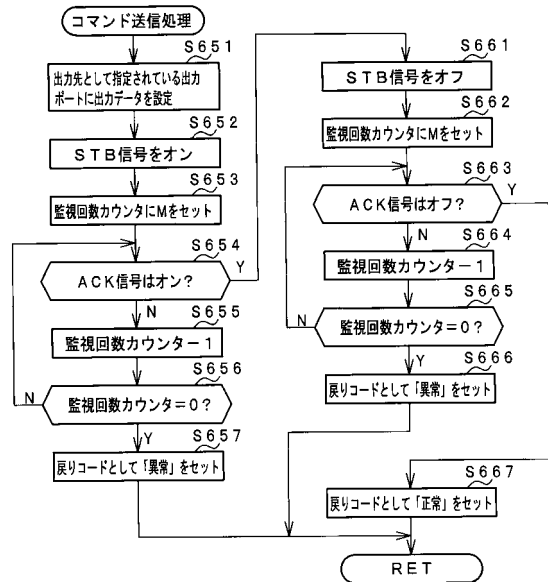 コマンド送信処理
S651
出力先として指定されている出力
ポートに出力データを設定
S652
STB信号をオン
S653
監視回数カウンタにMをセット
S654
ACK信号はオン?
Y
N
S655
監視回数カウンタ-1
S656
監視回数カウンタ=0?
N
Y
S657
戻りコードとして「異常」をセット
S661
STB信号をオフ
S662
監視回数カウンタにMをセット
S663
ACK信号はオフ?
Y
N
S664
監視回数カウンタ-1
S665
監視回数カウンタ=0?
N
Y
S666
戻りコードとして「異常」をセット
S667
戻りコードとして「正常」をセット
RET